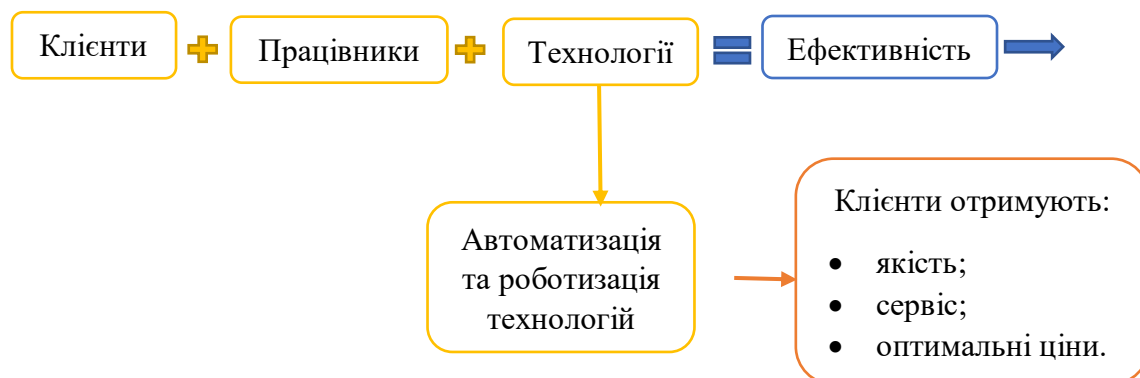 Клієнти
Працівники
Технології
Ефективність
Автоматизація
та роботизація
технологій
Клієнти отримують:
• якість;
• сервіс;
• оптимальні ціни.